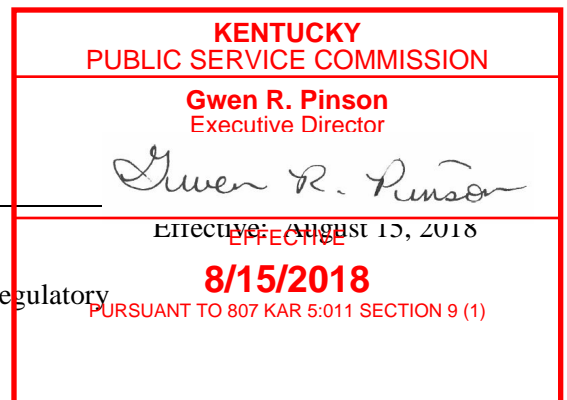 KENTUCKY
PUBLIC SERVICE COMMISSION
Gwen R. Pinson
Executive Director
Gwen R. Pinson
Effective: August 15, 2018
EFFECTIVE
8/15/2018
egulatory
PURSUANT TO 807 KAR 5:011 SECTION 9 (1)